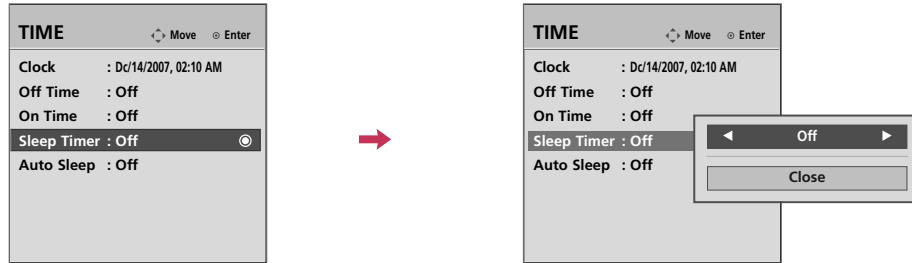 TIME Move Enter
Clock : Dc/14/2007, 02:10 AM
Off Time : Off
On Time : Off
Sleep Timer : Off
Auto Sleep : Off
TIME Move Enter
Clock : Dc/14/2007, 02:10 AM
Off Time : Off
On Time : Off
Sleep Timer : Off
Auto Sleep : Off
Off
Close